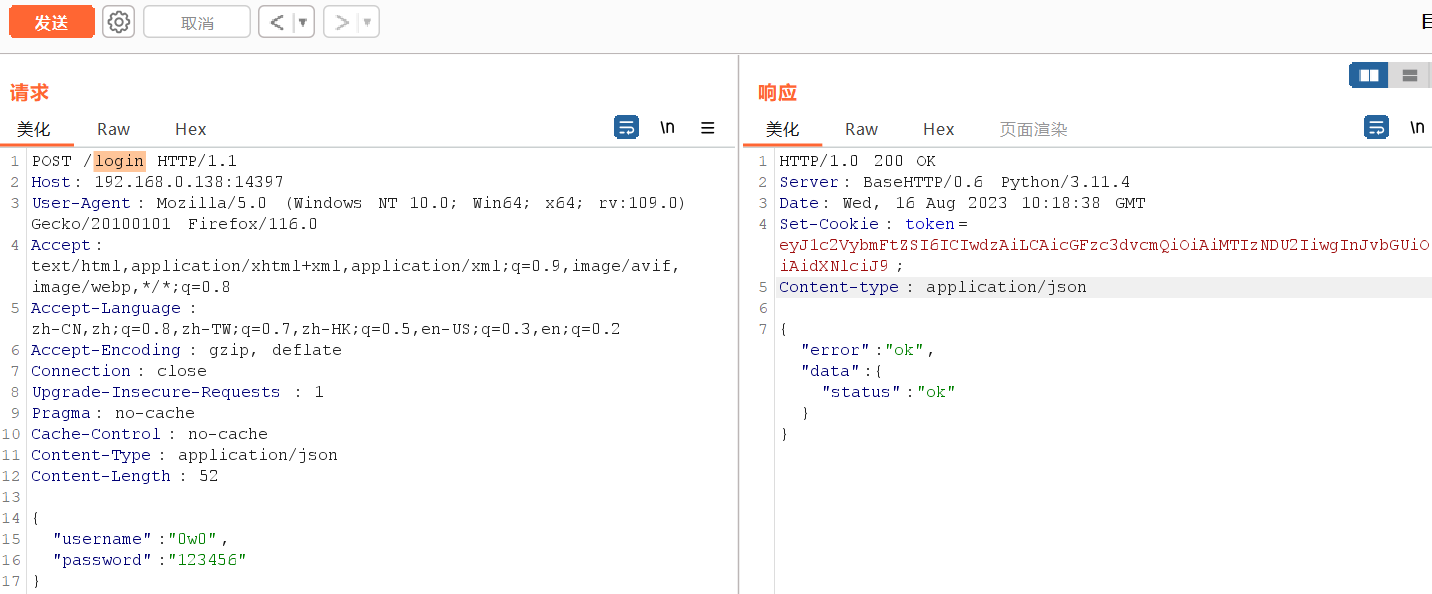 发送 取消 < ▼ > ▼
请求
美化 Raw Hex \n ≡
1 POST /login HTTP/1.1
2 Host: 192.168.0.138:14397
3 User-Agent: Mozilla/5.0 (Windows NT 10.0; Win64; x64; rv:109.0)
Gecko/20100101 Firefox/116.0
4 Accept:
text/html,application/xhtml+xml,application/xml;q=0.9,image/avif,
image/webp,*/*;q=0.8
5 Accept-Language:
zh-CN,zh;q=0.8,zh-TW;q=0.7,zh-HK;q=0.5,en-US;q=0.3,en;q=0.2
6 Accept-Encoding: gzip, deflate
7 Connection: close
8 Upgrade-Insecure-Requests: 1
9 Pragma: no-cache
10 Cache-Control: no-cache
11 Content-Type: application/json
12 Content-Length: 52
13
14 {
15 "username":"0w0",
16 "password":"123456"
17 }
响应
美化 Raw Hex 页面渲染 \n
1 HTTP/1.0 200 OK
2 Server: BaseHTTP/0.6 Python/3.11.4
3 Date: Wed, 16 Aug 2023 10:18:38 GMT
4 Set-Cookie: token=
eyJ1c2VybmFtZSI6ICIwdzAiLCAicGFzc3dvcmQiOiAiMTIzNDU2IiwgInJvbGUiO
iAidXNlciJ9;
5 Content-type: application/json
6
7 {
"error":"ok",
"data":{
"status":"ok"
}
}